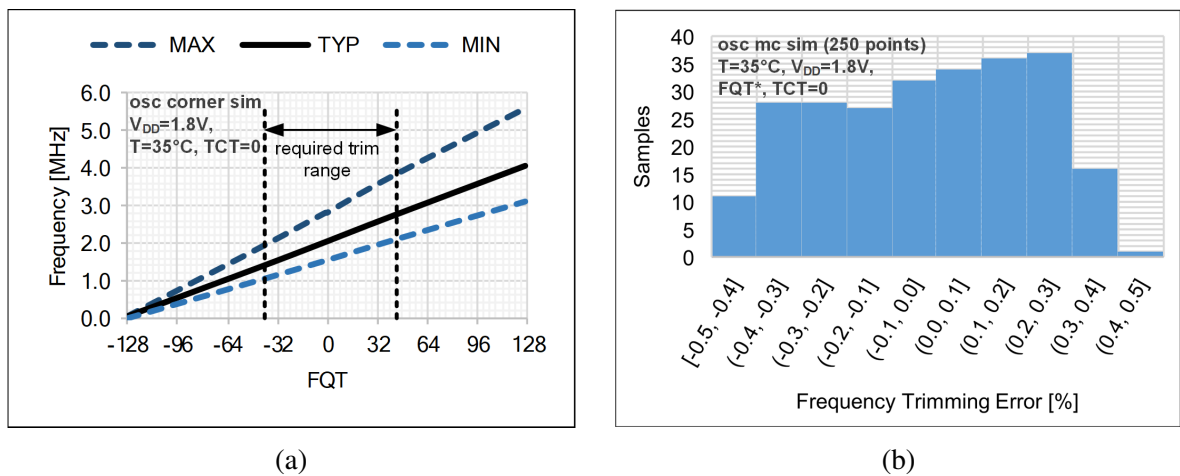 MAX TYP MIN
osc corner sim
V_DD=1.8V,
T=35°C, TCT=0
required trim
range
Frequency [MHz]
6.0
5.0
4.0
3.0
2.0
1.0
0.0
-128 -96 -64 -32 0 32 64 96 128
FQT
(a)
osc mc sim (250 points)
T=35°C, V_DD=1.8V,
FQT*, TCT=0
Samples
40
35
30
25
20
15
10
5
0
[-0.5, -0.4] (-0.4, -0.3] (-0.3, -0.2] (-0.2, -0.1] (-0.1, 0.0] (0.0, 0.1] (0.1, 0.2] (0.2, 0.3] (0.3, 0.4] (0.4, 0.5]
Frequency Trimming Error [%]
(b)